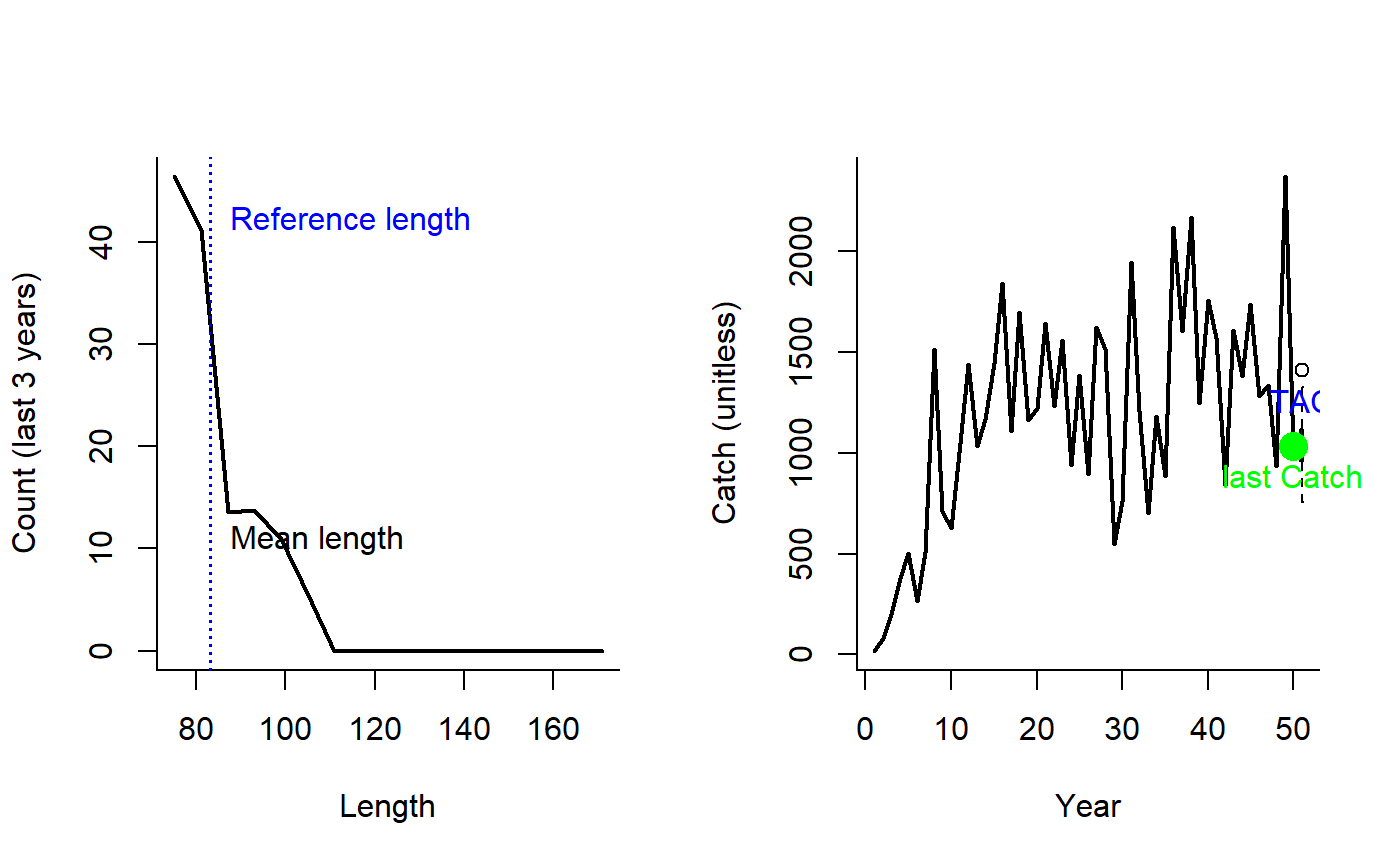 Count (last 3 years)
0
10
20
30
40
Reference length
Mean length
80 100 120 140 160
Length
Catch (unitless)
0
500
1000
1500
2000
TAC
last Catch
0 10 20 30 40 50
Year